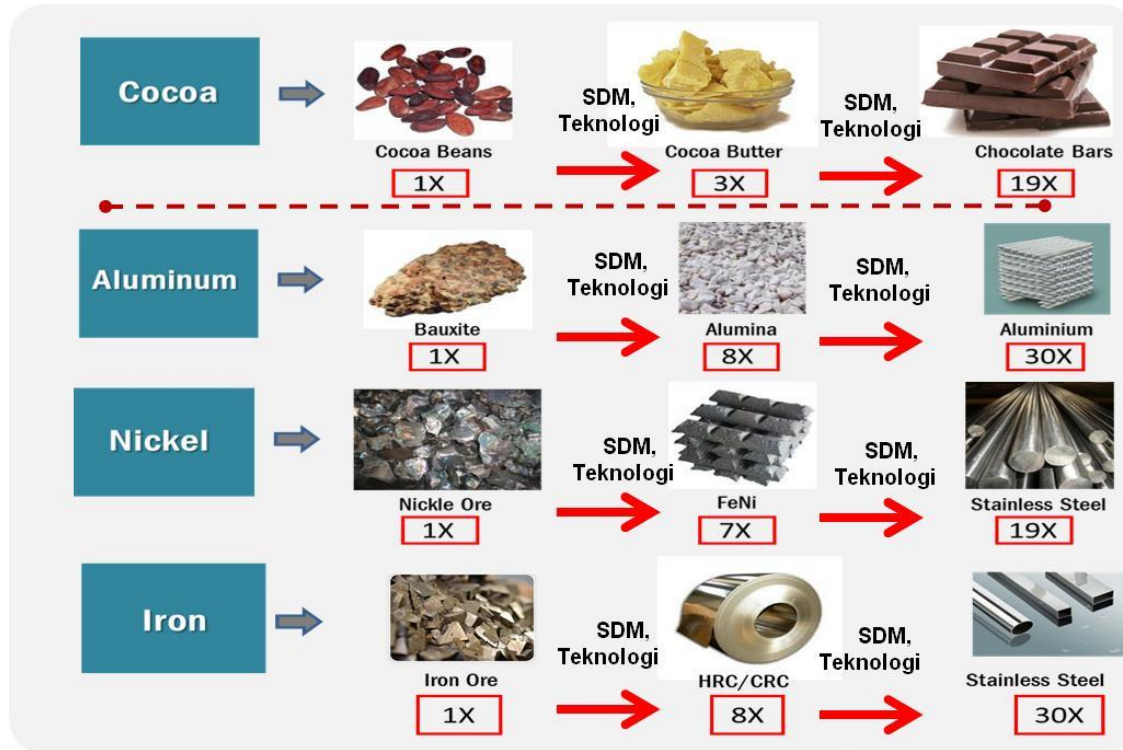 Cocoa
SDM,
Teknologi
SDM,
Teknologi
Cocoa Beans
Cocoa Butter
Chocolate Bars
1X
3X
19X
Aluminum
SDM,
Teknologi
SDM,
Teknologi
Bauxite
Alumina
Aluminium
1X
8X
30X
Nickel
SDM,
Teknologi
SDM,
Teknologi
Nickle Ore
FeNi
Stainless Steel
1X
7X
19X
Iron
SDM,
Teknologi
SDM,
Teknologi
Iron Ore
HRC/CRC
Stainless Steel
1X
8X
30X